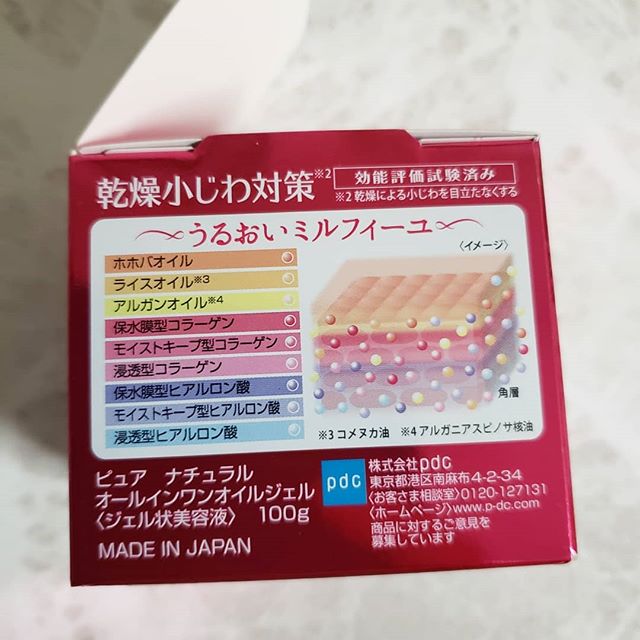 乾燥小じわ対策※2 効能評価試験済み
※2 乾燥による小じわを目立たなくする
うるおいミルフィーユ
〈イメージ〉
ホホバオイル
ライスオイル※3
アルガンオイル※4
保水膜型コラーゲン
モイストキープ型コラーゲン
浸透型コラーゲン
保水膜型ヒアルロン酸
モイストキープ型ヒアルロン酸
浸透型ヒアルロン酸
角層
※3 コメヌカ油 ※4 アルガニアスピノサ核油
ピュア ナチュラル
オールインワンオイルジェル
〈ジェル状美容液〉 100g
MADE IN JAPAN
pdc
株式会社pdc
東京都港区南麻布4-2-34
〈お客さま相談室〉0120-127131
〈ホームページ〉www.p-dc.com
商品に対するご意見を
募集しています